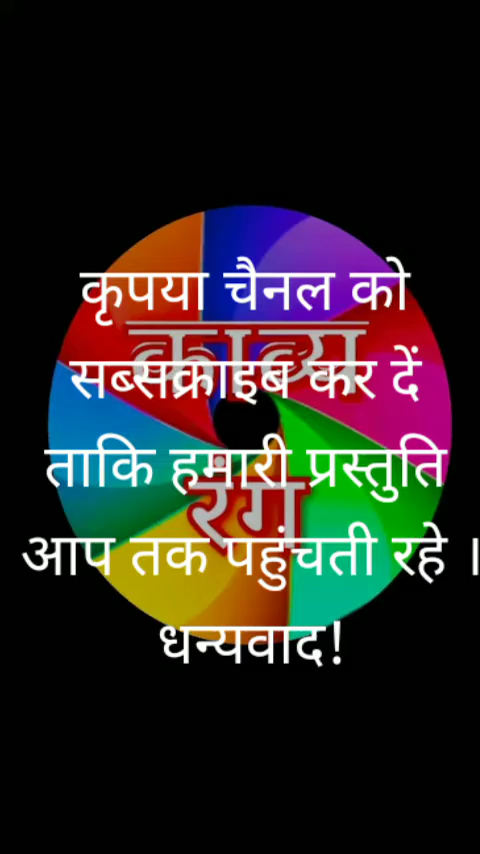 कृपया चैनल को
काव्य
सब्सक्राइब कर दें
ताकि हमारी प्रस्तुति
रंग
आप तक पहुंचती रहे ।
धन्यवाद!